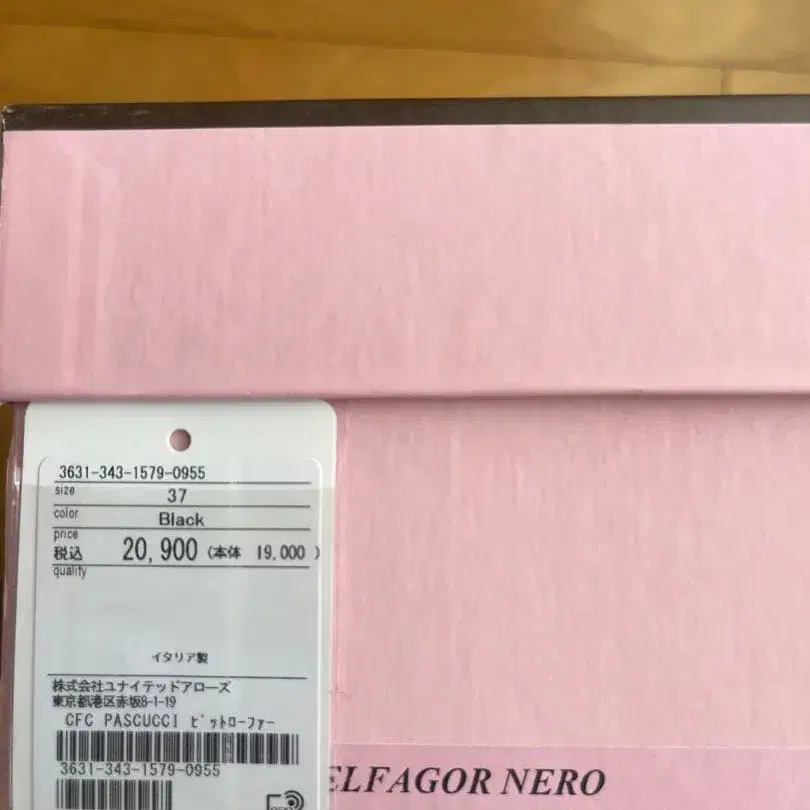 3631-343-1579-0955
size 37
color Black
price
税込 20,900 (本体 19,000 )
quality
イタリア製
株式会社ユナイテッドアローズ
東京都港区赤坂8-1-19
CFC PASCUCCI ﾋﾞｯﾄﾛｰﾌｧｰ
3631-343-1579-0955
ELFAGOR NERO